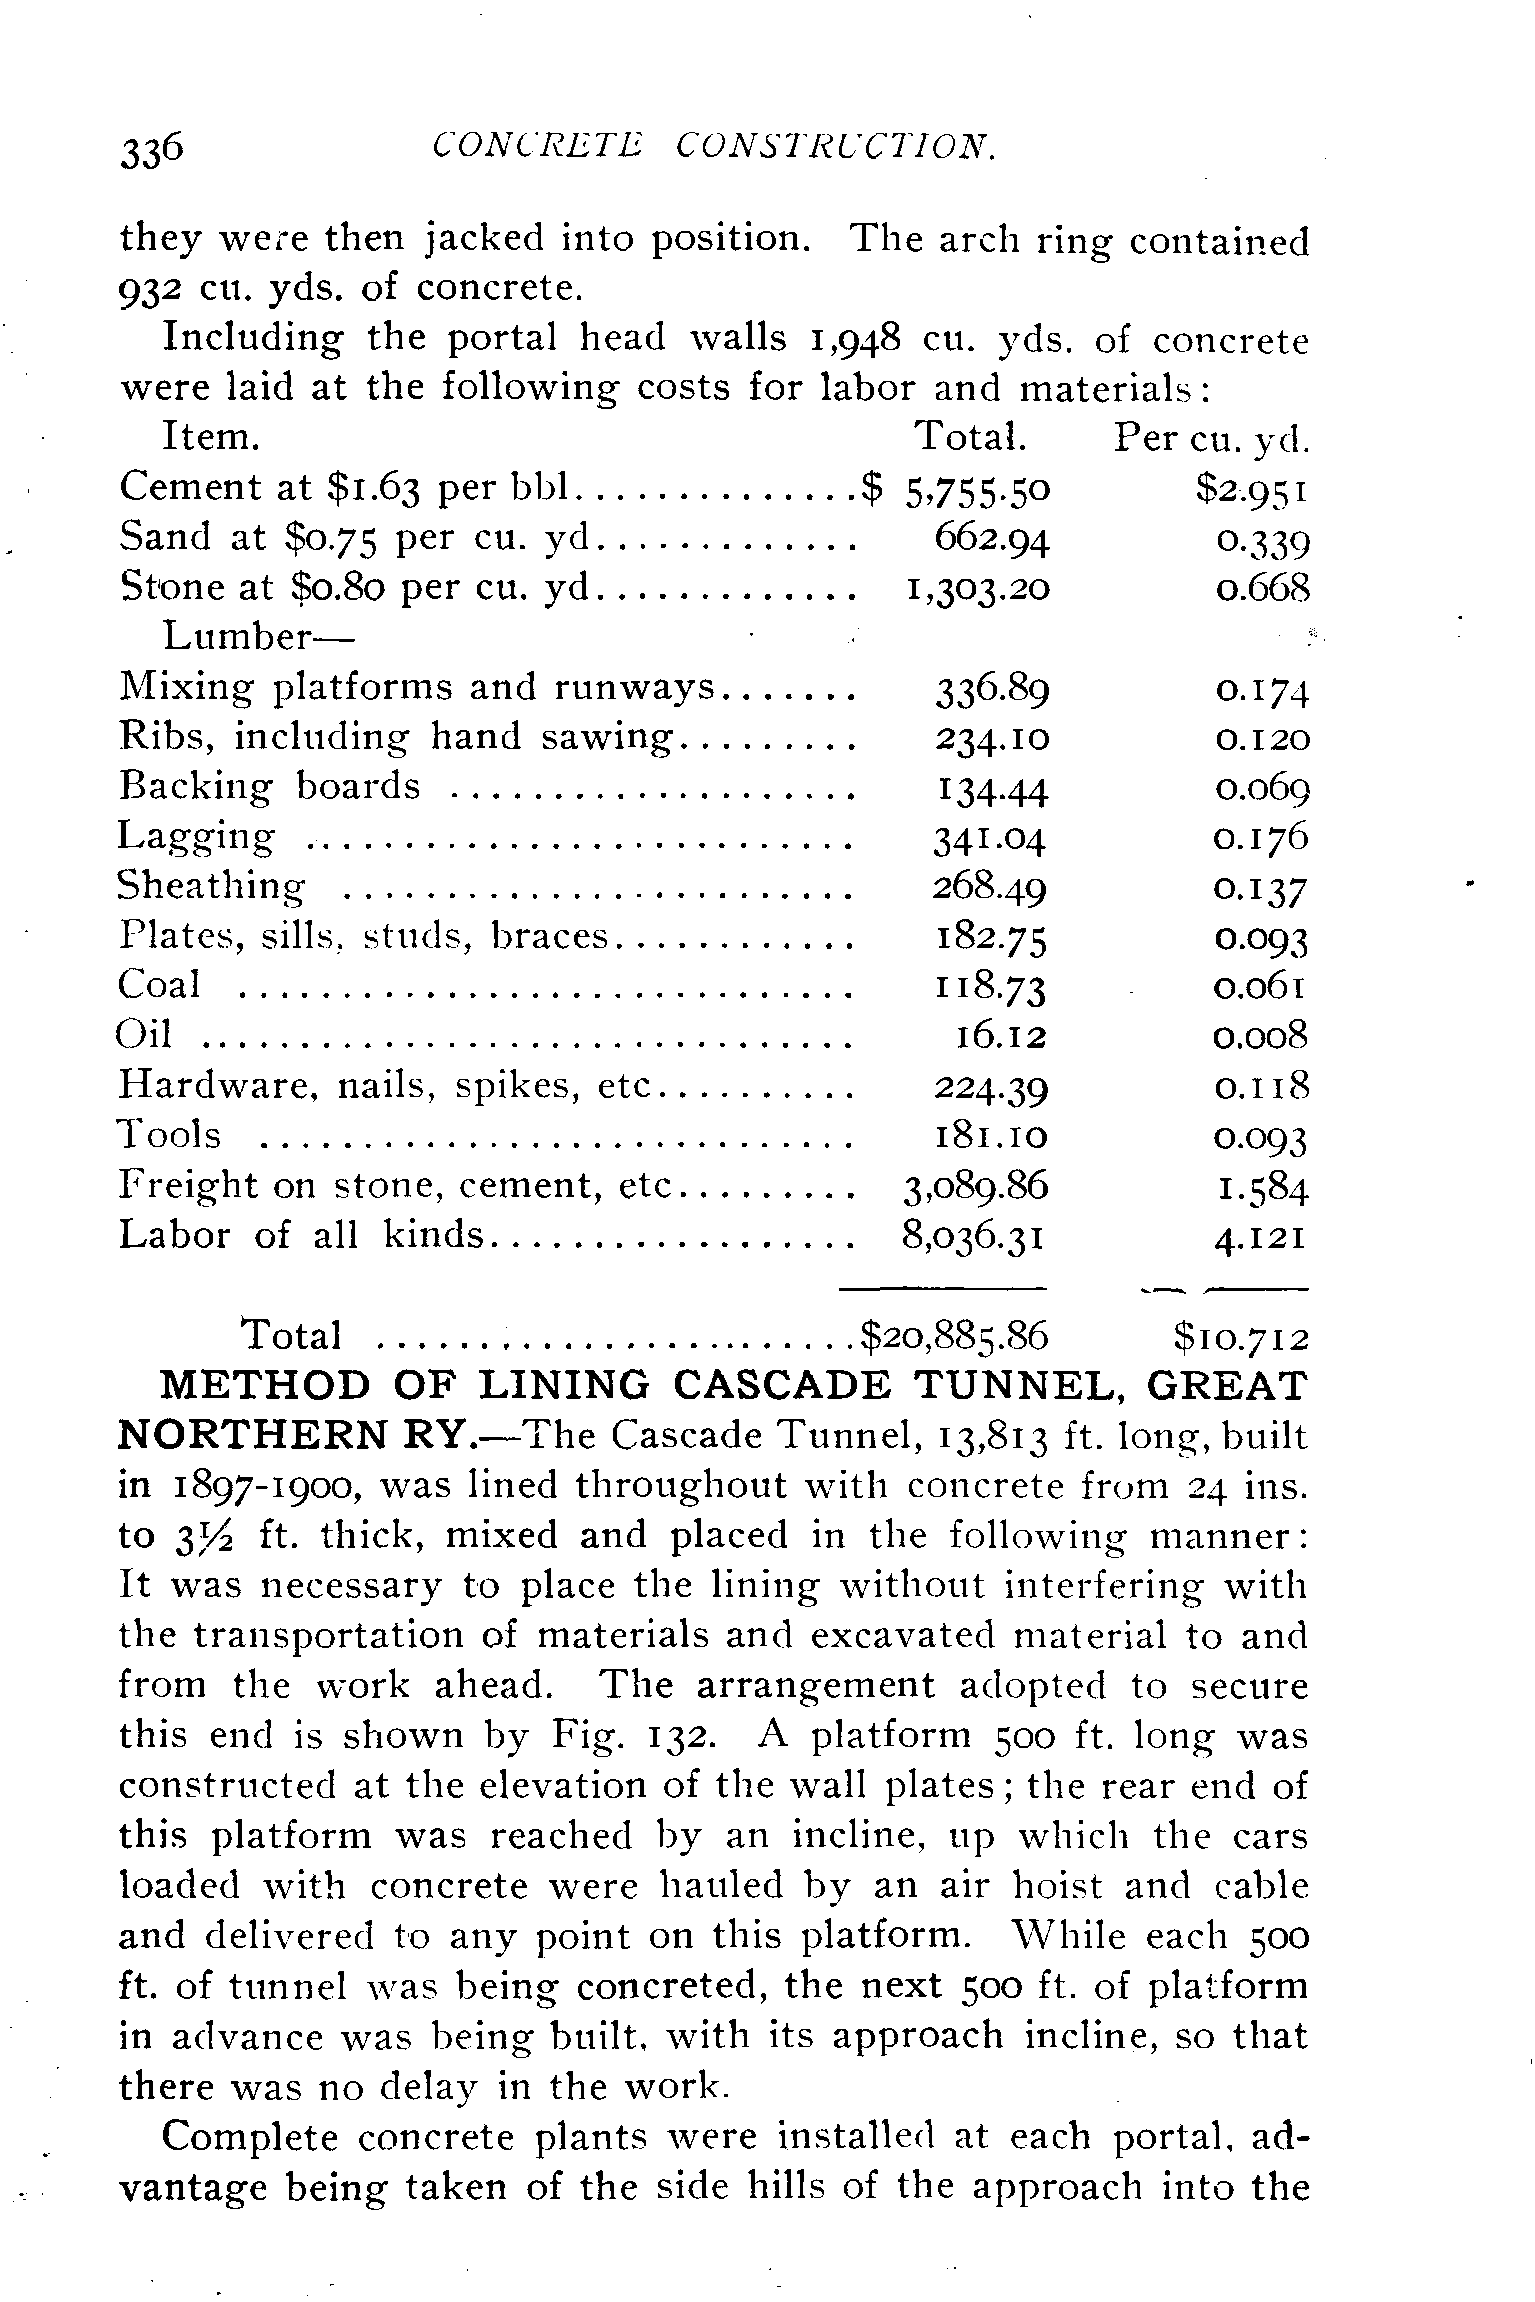 336 CONCRETE CONSTRUCTION.
they were then jacked into position. The arch ring contained
932 cu. yds. of concrete.
Including the portal head walls 1,948 cu. yds. of concrete
were laid at the following costs for labor and materials:
Item. Total. Per cu. yd.
Cement at $1.63 per bbl..............$ 5,755.50 $2.951
Sand at $0.75 per cu. yd............. 662.94 0.339
Stone at $0.80 per cu. yd............. 1,303.20 0.668
Lumber—
Mixing platforms and runways....... 336.89 0.174
Ribs, including hand sawing......... 234.10 0.120
Backing boards .................... 134.44 0.069
Lagging ........................... 341.04 0.176
Sheathing ......................... 268.49 0.137
Plates, sills, studs, braces............ 182.75 0.093
Coal .............................. 118.73 0.061
Oil ................................ 16.12 0.008
Hardware, nails, spikes, etc.......... 224.39 0.118
Tools ............................. 181.10 0.093
Freight on stone, cement, etc......... 3,089.86 1.584
Labor of all kinds.................. 8,036.31 4.121
Total .......................$20,885.86 $10.712
METHOD OF LINING CASCADE TUNNEL, GREAT
NORTHERN RY.—The Cascade Tunnel, 13,813 ft. long, built
in 1897-1900, was lined throughout with concrete from 24 ins.
to 3½ ft. thick, mixed and placed in the following manner:
It was necessary to place the lining without interfering with
the transportation of materials and excavated material to and
from the work ahead. The arrangement adopted to secure
this end is shown by Fig. 132. A platform 500 ft. long was
constructed at the elevation of the wall plates; the rear end of
this platform was reached by an incline, up which the cars
loaded with concrete were hauled by an air hoist and cable
and delivered to any point on this platform. While each 500
ft. of tunnel was being concreted, the next 500 ft. of platform
in advance was being built, with its approach incline, so that
there was no delay in the work.
Complete concrete plants were installed at each portal, ad-
vantage being taken of the side hills of the approach into the